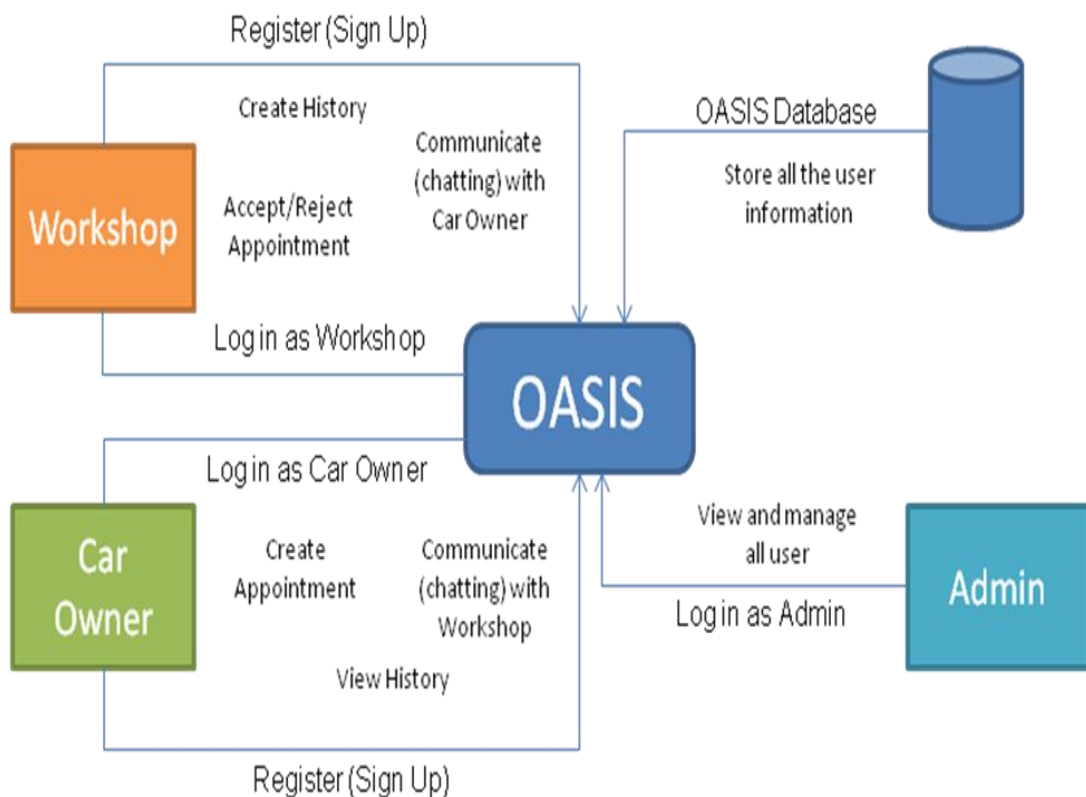 Register (Sign Up)
Create History
Communicate
(chatting) with
Car Owner
Accept/Reject
Appointment
Workshop
Log in as Workshop
OASIS Database
Store all the user
information
OASIS
Log in as Car Owner
Car
Owner
Create
Appointment
Communicate
(chatting) with
Workshop
View History
Register (Sign Up)
View and manage
all user
Log in as Admin
Admin